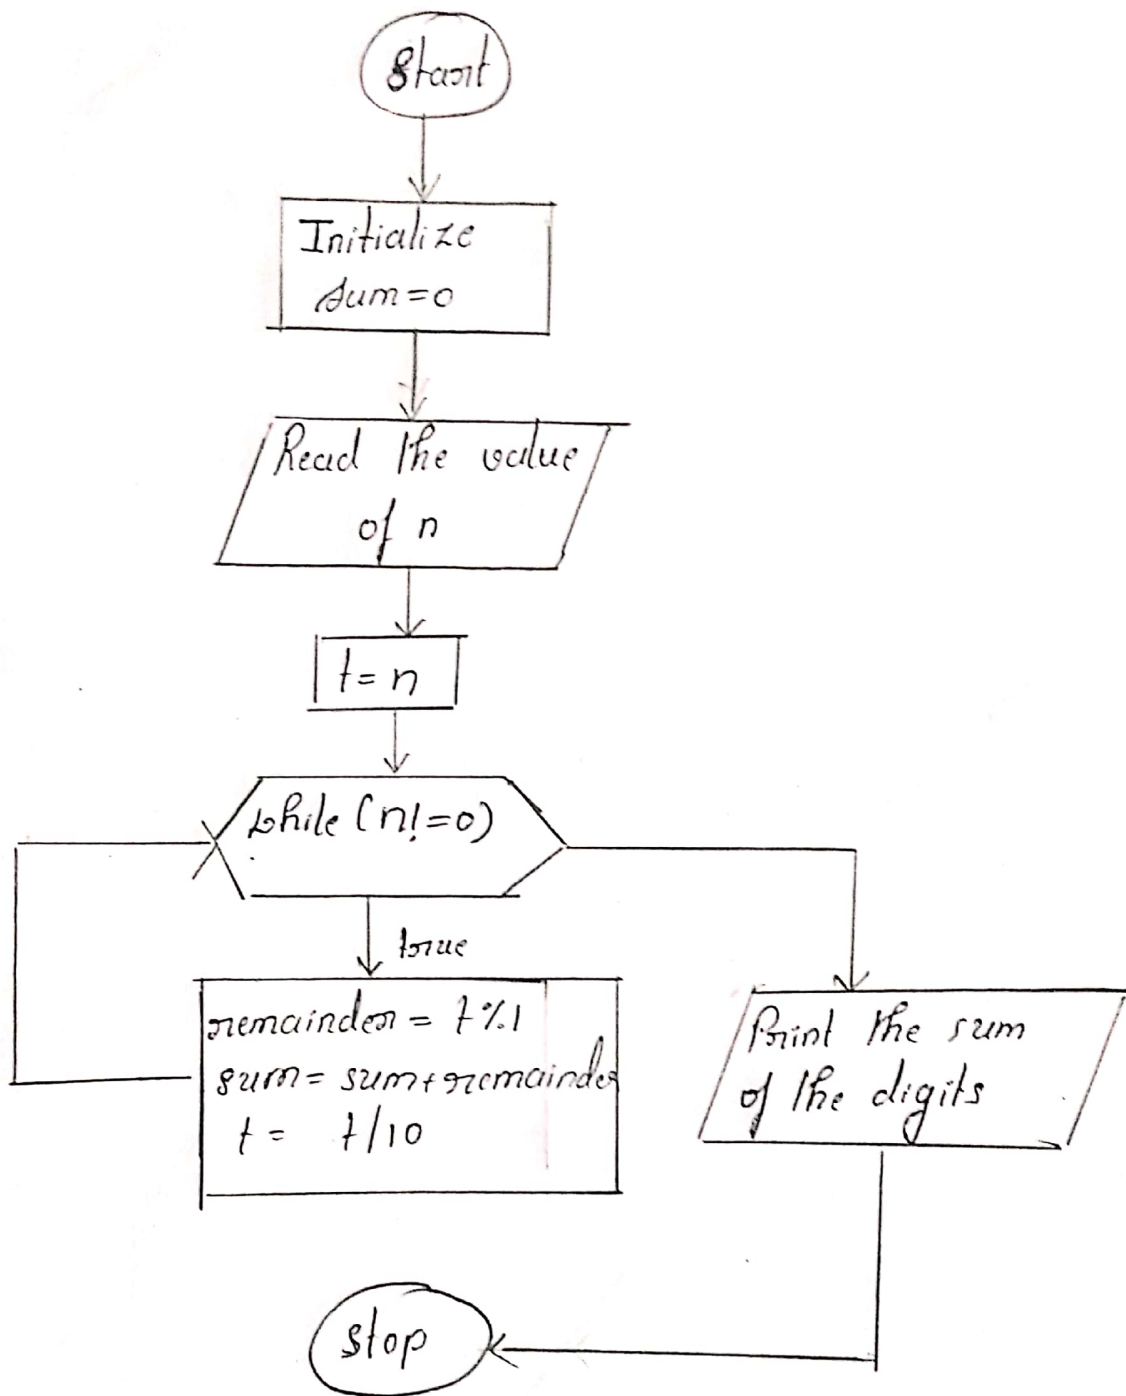 Start
Initialize
sum=0
Read the value
of n
t=n
while (n!=0)
true
remainder = t%1
sum= sum+remainder
t= t/10
Print the sum
of the digits
stop